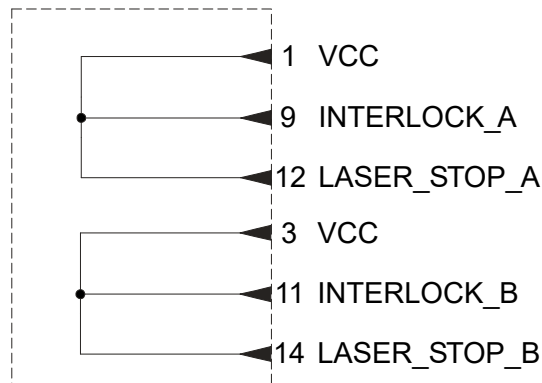 1 VCC
9 INTERLOCK_A
12 LASER_STOP_A
3 VCC
11 INTERLOCK_B
14 LASER_STOP_B